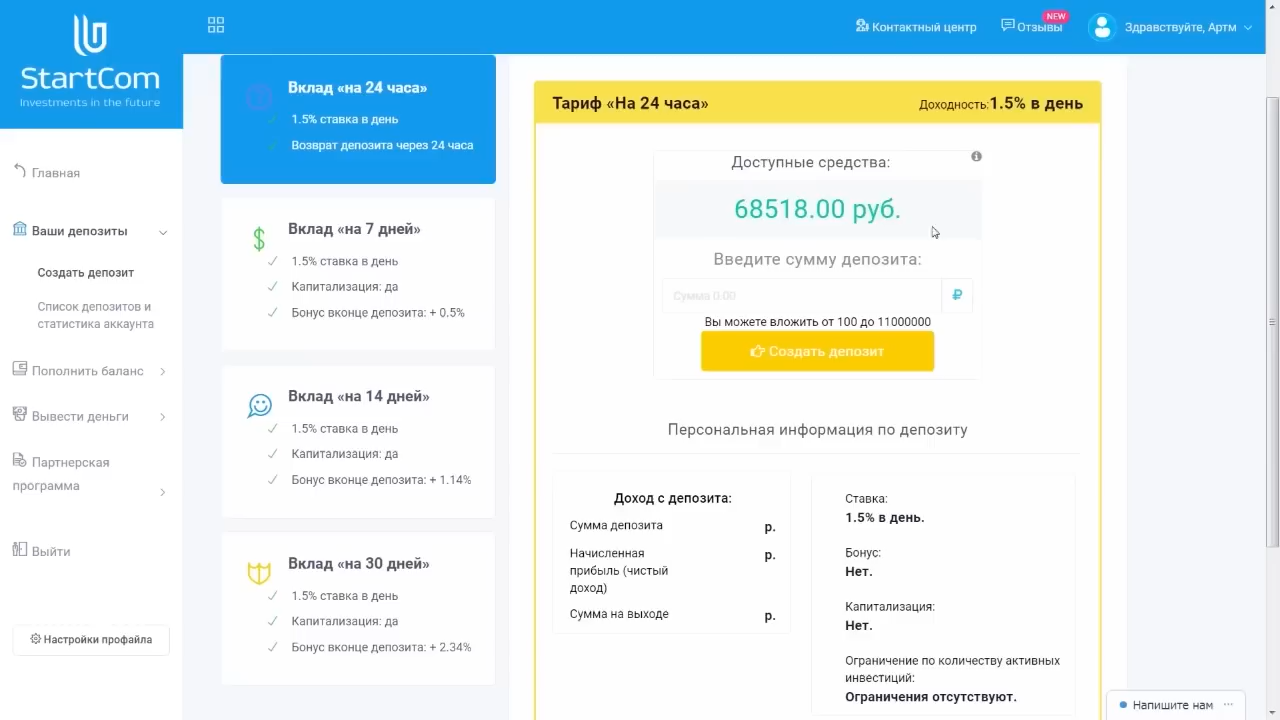 StartCom
Investments in the future
Контактный центр
Отзывы
NEW
Здравствуйте, Артм
Главная
Ваши депозиты
Создать депозит
Список депозитов и
статистика аккаунта
Пополнить баланс
Вывести деньги
Партнерская
программа
Выйти
Настройки профайла
Вклад «на 24 часа»
1.5% ставка в день
Возврат депозита через 24 часа
Вклад «на 7 дней»
1.5% ставка в день
Капитализация: да
Бонус вконце депозита: + 0.5%
Вклад «на 14 дней»
1.5% ставка в день
Капитализация: да
Бонус вконце депозита: + 1.14%
Вклад «на 30 дней»
1.5% ставка в день
Капитализация: да
Бонус вконце депозита: + 2.34%
Тариф «На 24 часа»
Доходность:1.5% в день
Доступные средства:
68518.00 руб.
Введите сумму депозита:
Сумма 0.00
₽
Вы можете вложить от 100 до 11000000
Создать депозит
Персональная информация по депозиту
Доход с депозита:
Сумма депозита р.
Начисленная р.
прибыль (чистый
доход)
Сумма на выходе р.
Ставка:
1.5% в день.
Бонус:
Нет.
Капитализация:
Нет.
Ограничение по количеству активных
инвестиций:
Ограничения отсутствуют.
Напишите нам